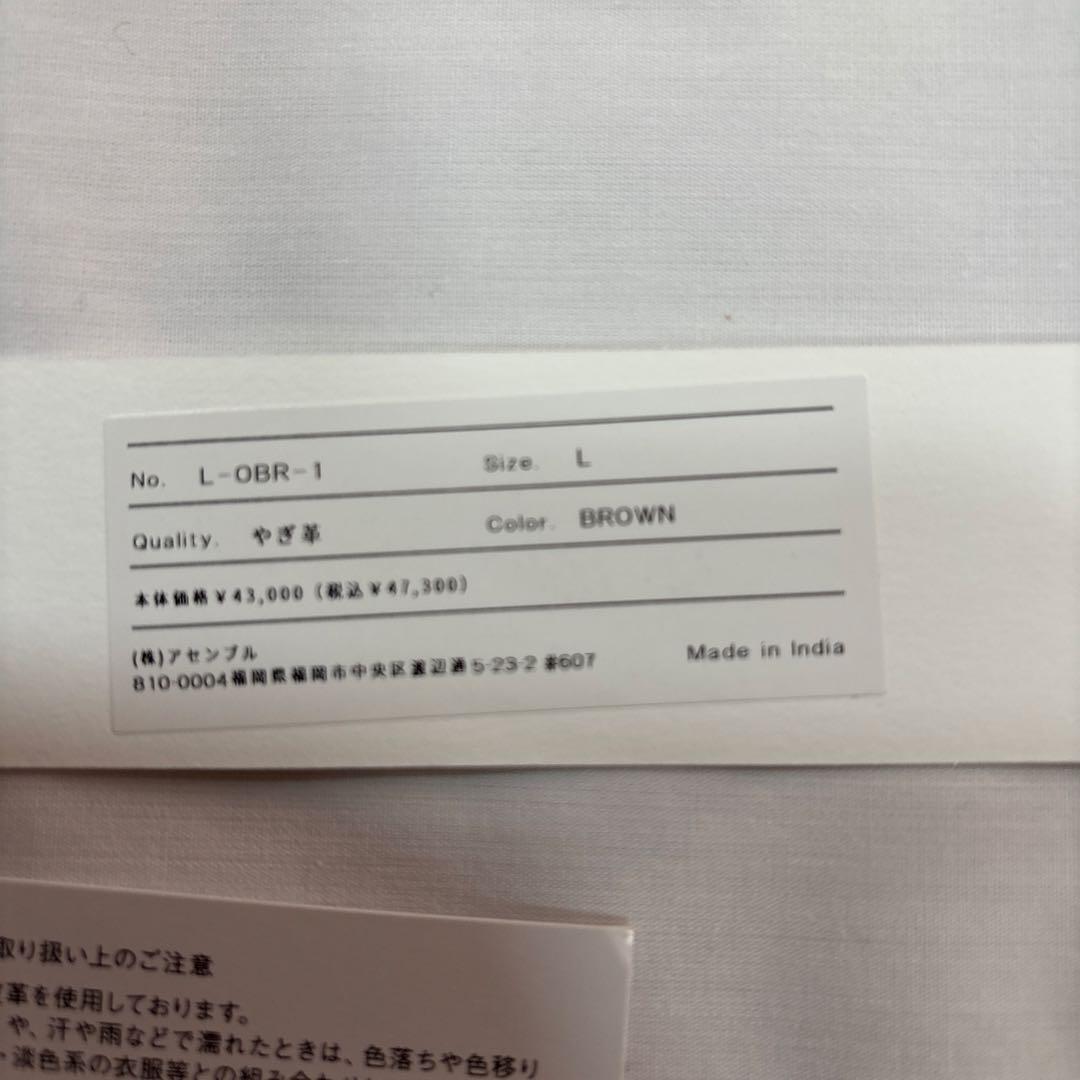 No. L-OBR-1 Size. L
Quality. やぎ革 Color. BROWN
本体価格¥43,000（税込¥47,300）
(株)アセンブル
810-0004福岡県福岡市中央区渡辺通5-23-2 #607 Made in India
取り扱い上のご注意
革を使用しております。
や、汗や雨などで濡れたときは、色落ちや色移り
・淡色系の衣服等との組み合わせ